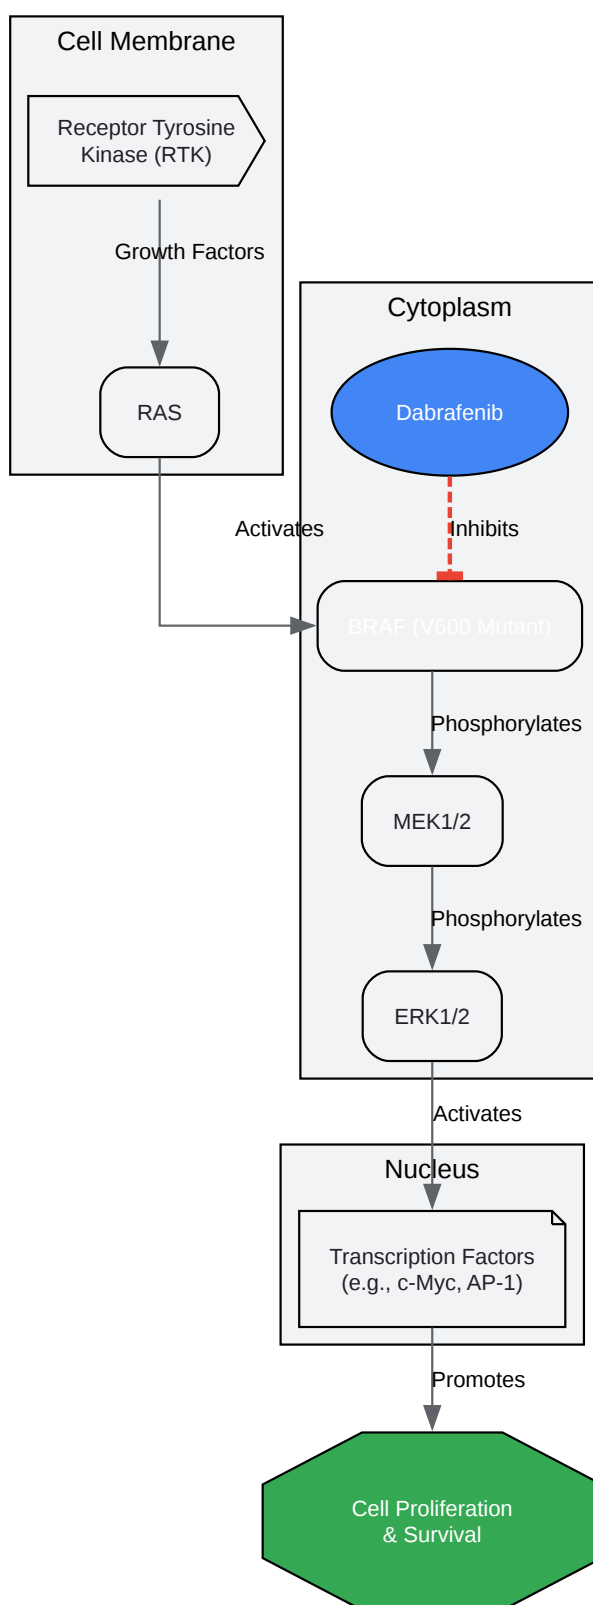 Cell Membrane
Receptor Tyrosine
Kinase (RTK)
Growth Factors
RAS
Cytoplasm
Dabrafenib
Activates
Inhibits
BRAF (V600 Mutant)
Phosphorylates
MEK1/2
Phosphorylates
ERK1/2
Activates
Nucleus
Transcription Factors
(e.g., c-Myc, AP-1)
Promotes
Cell Proliferation
& Survival